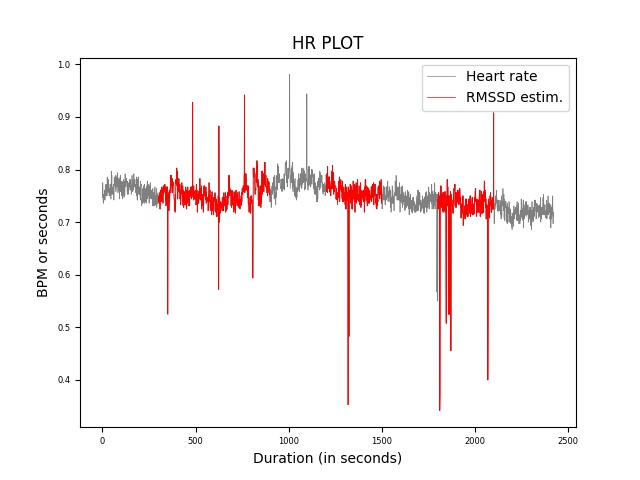 HR PLOT
Heart rate
RMSSD estim.
1.0
0.9
0.8
0.7
0.6
0.5
0.4
BPM or seconds
0 500 1000 1500 2000 2500
Duration (in seconds)